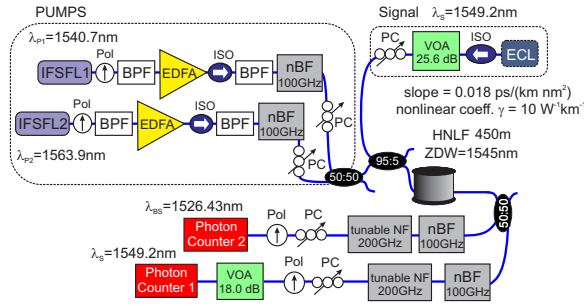 PUMPS
λP1=1540.7nm
Pol
ISO
IFSFL1
BPF
EDFA
BPF
nBF
100GHz
Pol
ISO
IFSFL2
BPF
EDFA
BPF
nBF
100GHz
PC
λP2=1563.9nm
PC
50:50
Signal λS=1549.2nm
PC
VOA
25.6 dB
ISO
ECL
slope = 0.018 ps/(km nm²)
nonlinear coeff. γ = 10 W⁻¹km⁻¹
95:5
HNLF 450m
ZDW=1545nm
50:50
λBS=1526.43nm
Photon
Counter 2
Pol
PC
tunable NF
200GHz
nBF
100GHz
λS=1549.2nm
Photon
Counter 1
VOA
18.0 dB
Pol
PC
tunable NF
200GHz
nBF
100GHz